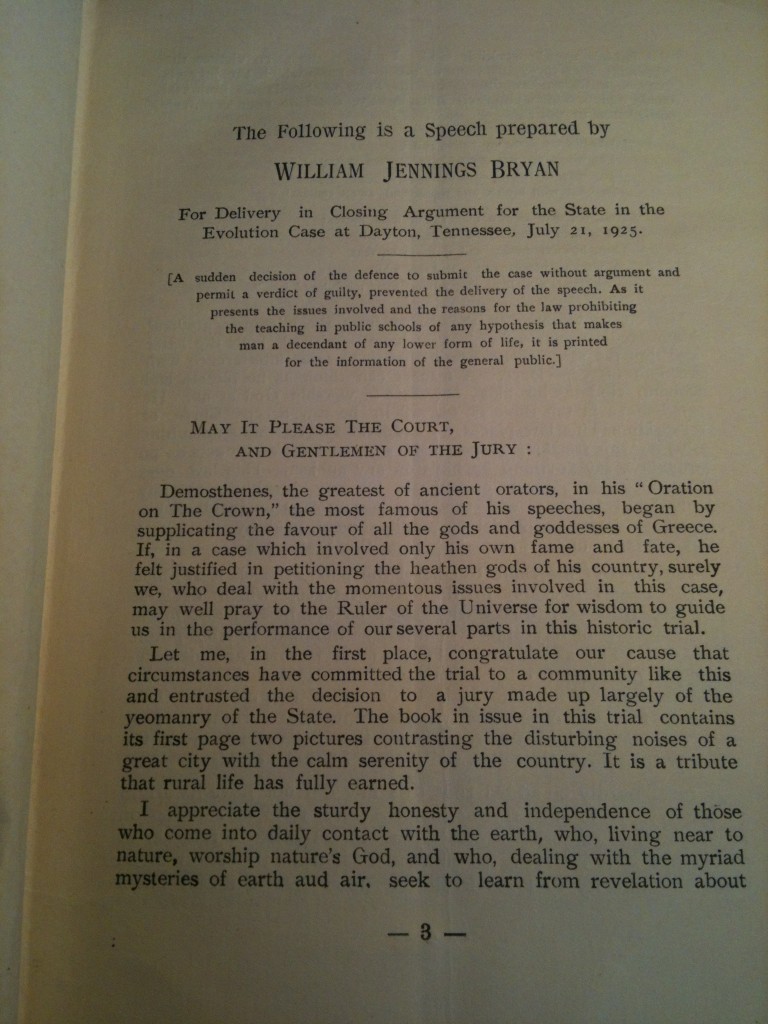 The Following is a Speech prepared by
WILLIAM JENNINGS BRYAN
For Delivery in Closing Argument for the State in the
Evolution Case at Dayton, Tennessee, July 21, 1925.
[A sudden decision of the defence to submit the case without argument and
permit a verdict of guilty, prevented the delivery of the speech. As it
presents the issues involved and the reasons for the law prohibiting
the teaching in public schools of any hypothesis that makes
man a decendant of any lower form of life, it is printed
for the information of the general public.]
MAY IT PLEASE THE COURT,
AND GENTLEMEN OF THE JURY :
Demosthenes, the greatest of ancient orators, in his “ Oration
on The Crown,” the most famous of his speeches, began by
supplicating the favour of all the gods and goddesses of Greece.
If, in a case which involved only his own fame and fate, he
felt justified in petitioning the heathen gods of his country, surely
we, who deal with the momentous issues involved in this case,
may well pray to the Ruler of the Universe for wisdom to guide
us in the performance of our several parts in this historic trial.
Let me, in the first place, congratulate our cause that
circumstances have committed the trial to a community like this
and entrusted the decision to a jury made up largely of the
yeomanry of the State. The book in issue in this trial contains
its first page two pictures contrasting the disturbing noises of a
great city with the calm serenity of the country. It is a tribute
that rural life has fully earned.
I appreciate the sturdy honesty and independence of those
who come into daily contact with the earth, who, living near to
nature, worship nature's God, and who, dealing with the myriad
mysteries of earth aud air, seek to learn from revelation about
— 3 —